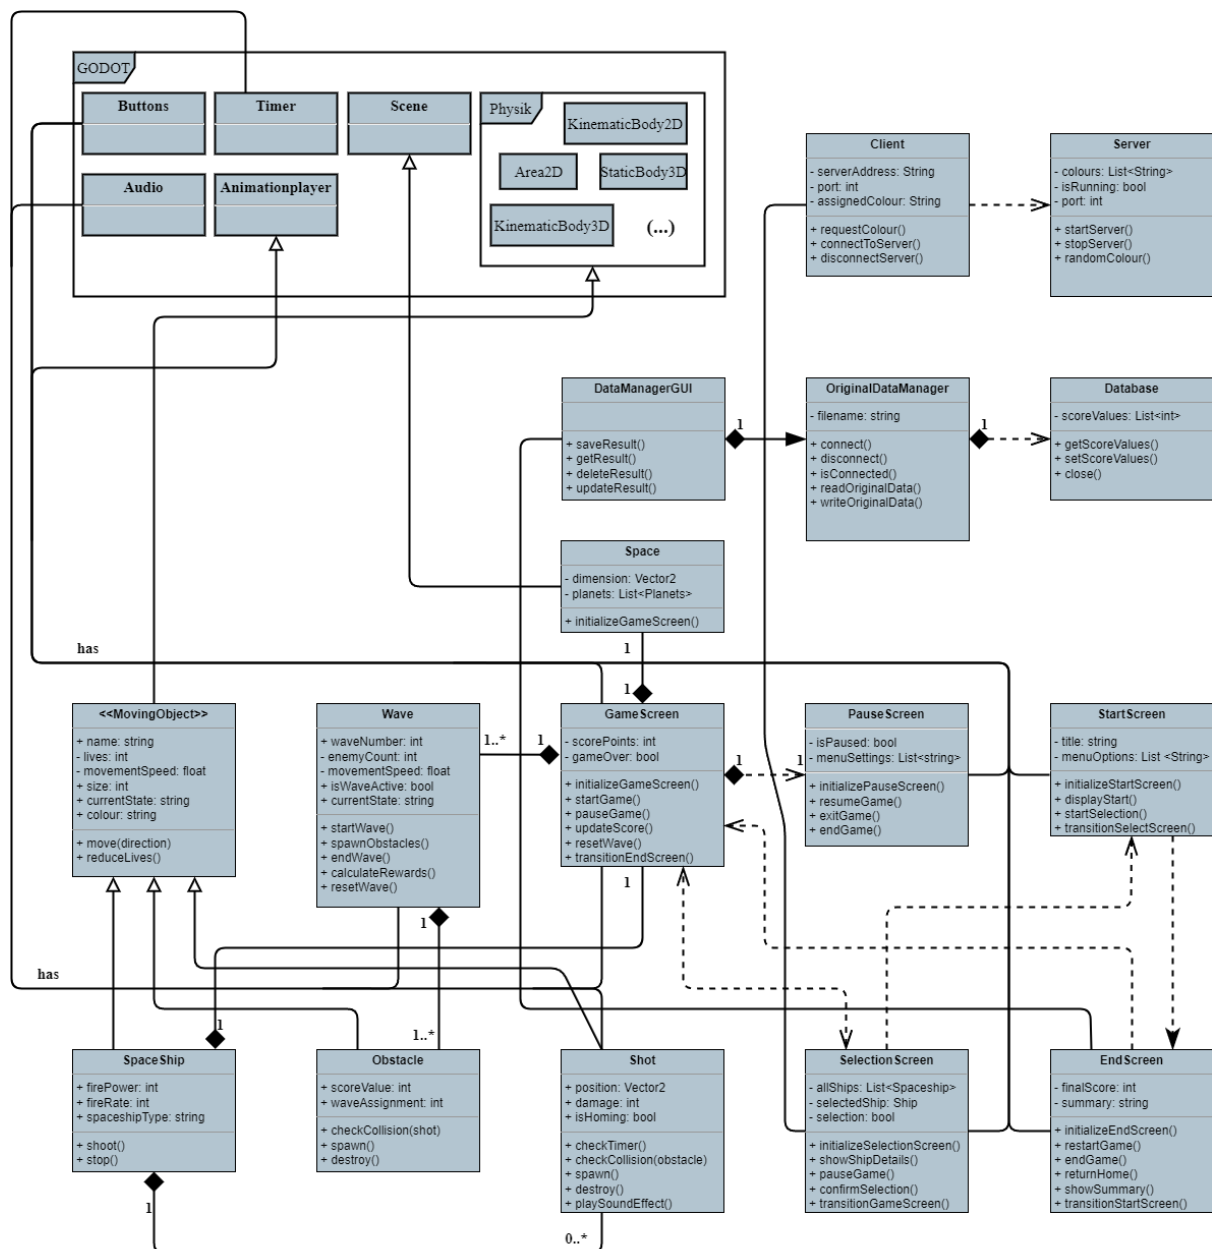 GODOT
Buttons
Timer
Scene
Physik
KinematicBody2D
Area2D
StaticBody3D
KinematicBody3D
(...)
Audio
Animationplayer
Client
- serverAddress: String
- port: int
- assignedColour: String
+ requestColour()
+ connectToServer()
+ disconnectServer()
Server
- colours: List<String>
- isRunning: bool
- port: int
+ startServer()
+ stopServer()
+ randomColour()
DataManagerGUI
+ saveResult()
+ getResult()
+ deleteResult()
+ updateResult()
1
OriginalDataManager
- filename: string
+ connect()
+ disconnect()
+ isConnected()
+ readOriginalData()
+ writeOriginalData()
1
Database
- scoreValues: List<int>
+ getScoreValues()
+ setScoreValues()
+ close()
Space
- dimension: Vector2
- planets: List<Planets>
+ initializeGameScreen()
1
1
has
<<MovingObject>>
+ name: string
- lives: int
- movementSpeed: float
+ size: int
+ currentState: string
+ colour: string
+ move(direction)
+ reduceLives()
Wave
+ waveNumber: int
- enemyCount: int
- movementSpeed: float
+ isWaveActive: bool
+ currentState: string
+ startWave()
+ spawnObstacles()
+ endWave()
+ calculateRewards()
+ resetWave()
1..*
1
GameScreen
- scorePoints: int
- gameOver: bool
+ initializeGameScreen()
+ startGame()
+ pauseGame()
+ updateScore()
+ resetWave()
+ transitionEndScreen()
1
1
PauseScreen
- isPaused: bool
- menuSettings: List<string>
+ initializePauseScreen()
+ resumeGame()
+ exitGame()
+ endGame()
StartScreen
- title: string
- menuOptions: List <String>
+ initializeStartScreen()
+ displayStart()
+ startSelection()
+ transitionSelectScreen()
1
1
has
1
1..*
SpaceShip
+ firePower: int
+ fireRate: int
+ spaceshipType: string
+ shoot()
+ stop()
Obstacle
+ scoreValue: int
+ waveAssignment: int
+ checkCollision(shot)
+ spawn()
+ destroy()
Shot
+ position: Vector2
+ damage: int
+ isHoming: bool
+ checkTimer()
+ checkCollision(obstacle)
+ spawn()
+ destroy()
+ playSoundEffect()
SelectionScreen
- allShips: List<Spaceship>
- selectedShip: Ship
- selection: bool
+ initializeSelectionScreen()
+ showShipDetails()
+ pauseGame()
+ confirmSelection()
+ transitionGameScreen()
EndScreen
- finalScore: int
- summary: string
+ initializeEndScreen()
+ restartGame()
+ endGame()
+ returnHome()
+ showSummary()
+ transitionStartScreen()
1
0..*